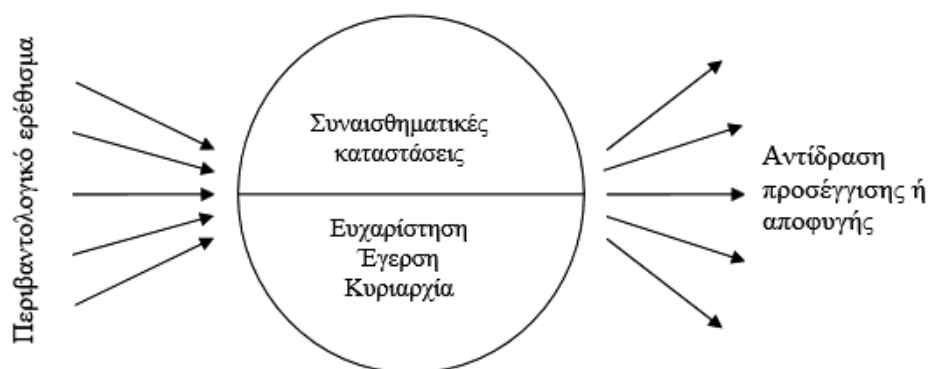 Περιβαντολογικό ερέθισμα
Συναισθηματικές
καταστάσεις
Ευχαρίστηση
Έγερση
Κυριαρχία
Αντίδραση
προσέγγισης ή
αποφυγής